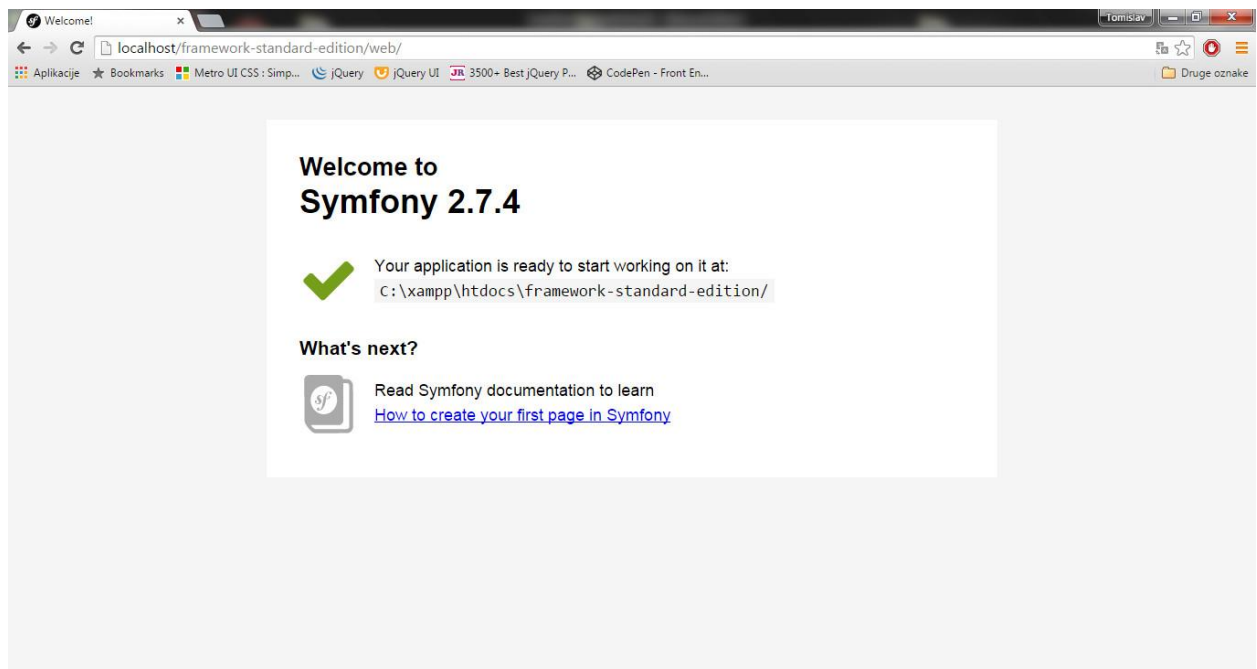 Welcome!
Tomislav
localhost/framework-standard-edition/web/
Aplikacije Bookmarks Metro UI CSS : Simp... jQuery jQuery UI JR 3500+ Best jQuery P... CodePen - Front En... Druge oznake
Welcome to
Symfony 2.7.4
Your application is ready to start working on it at:
C:\xampp\htdocs\framework-standard-edition/
What's next?
sf
Read Symfony documentation to learn
How to create your first page in Symfony